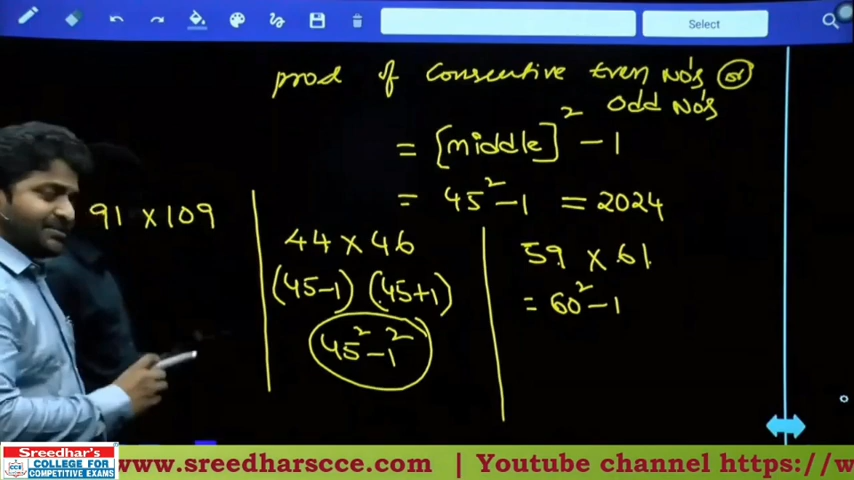 Select
prod of Consecutive Even No's or
Odd No's
= [middle]² - 1
= 45² - 1 = 2024
91 x 109
44 x 46
(45-1) (45+1)
45² - 1²
59 x 61
= 60² - 1
Sreedhar's
CCE
COLLEGE FOR
COMPETITIVE EXAMS
www.sreedharscce.com | Youtube channel https://w